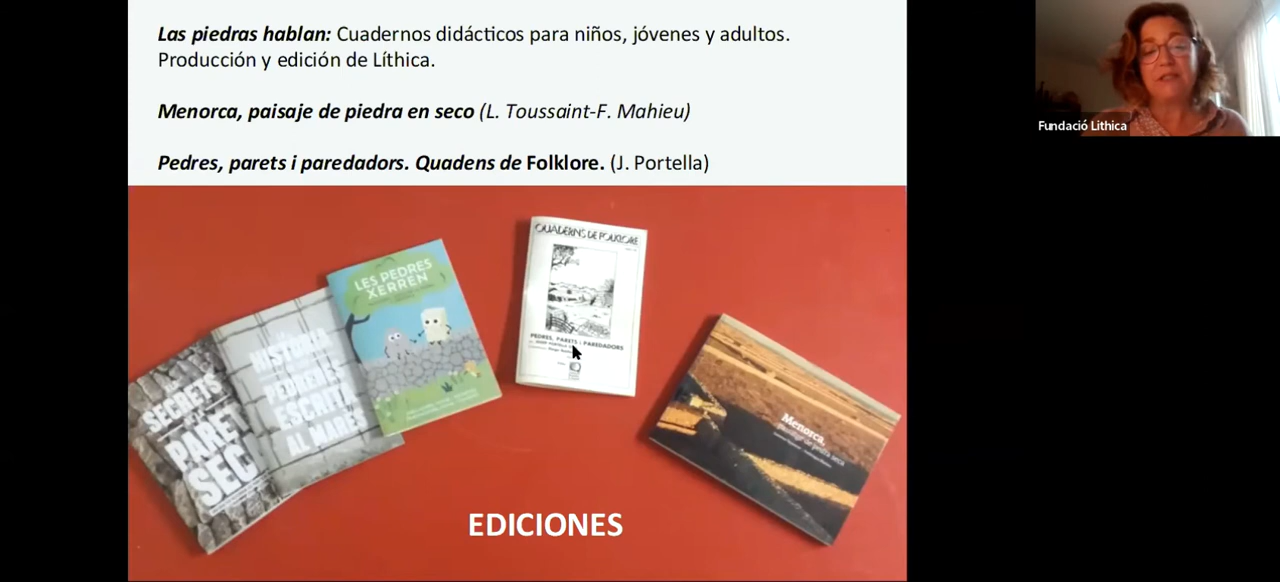 Las piedras hablan: Cuadernos didácticos para niños, jóvenes y adultos.
Producción y edición de Líthica.
Menorca, paisaje de piedra en seco (L. Toussaint-F. Mahieu)
Pedres, parets i paredadors. Quadens de Folklore. (J. Portella)
Fundació Lithica
QUADERNS DE FOLKLORE
LES PEDRES
XERREN
HISTÒRIA
PEDRERES
ESCRITA
AL MARÈS
SECRETS
PARET
SEC
PEDRES, PARETS i PAREDADORS
Menorca,
EDICIONES